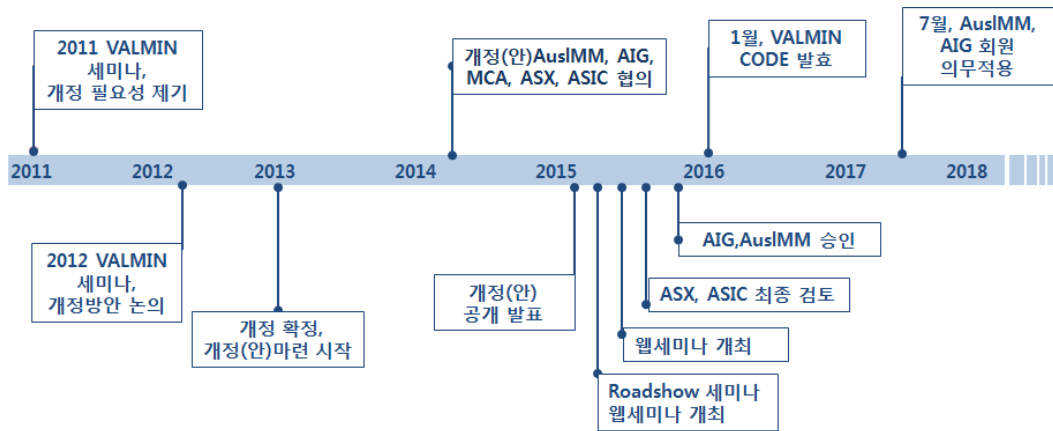 2011 VALMIN
세미나,
개정 필요성 제기
개정(안)AusIMM, AIG,
MCA, ASX, ASIC 협의
1월, VALMIN
CODE 발효
7월, AusIMM,
AIG 회원
의무적용
2011 2012 2013 2014 2015 2016 2017 2018
2012 VALMIN
세미나,
개정방안 논의
개정 확정,
개정(안)마련 시작
개정(안)
공개 발표
Roadshow 세미나
웹세미나 개최
웹세미나 개최
ASX, ASIC 최종 검토
AIG,AusIMM 승인